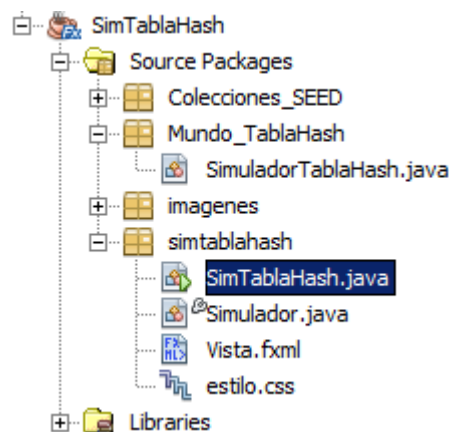 SimTablaHash
Source Packages
Colecciones_SEED
Mundo_TablaHash
SimuladorTablaHash.java
imagenes
simtablahash
SimTablaHash.java
Simulador.java
Vista.fxml
estilo.css
Libraries